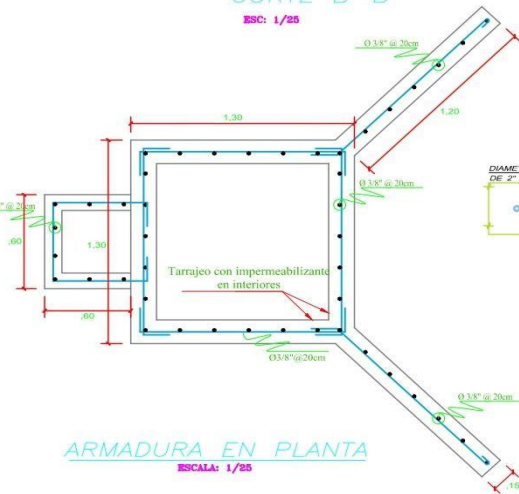 CORTE B-B
ESC: 1/25
Ø 3/8" @ 20cm
1,30
1,20
DIAME
DE 2"
Ø 3/8" @ 20cm
" @ 20cm
,60
1,30
Tarrajeo con impermeabilizante
en interiores
,60
Ø3/8"@20cm
Ø 3/8" @ 20cm
ARMADURA EN PLANTA
ESCALA: 1/25
,15